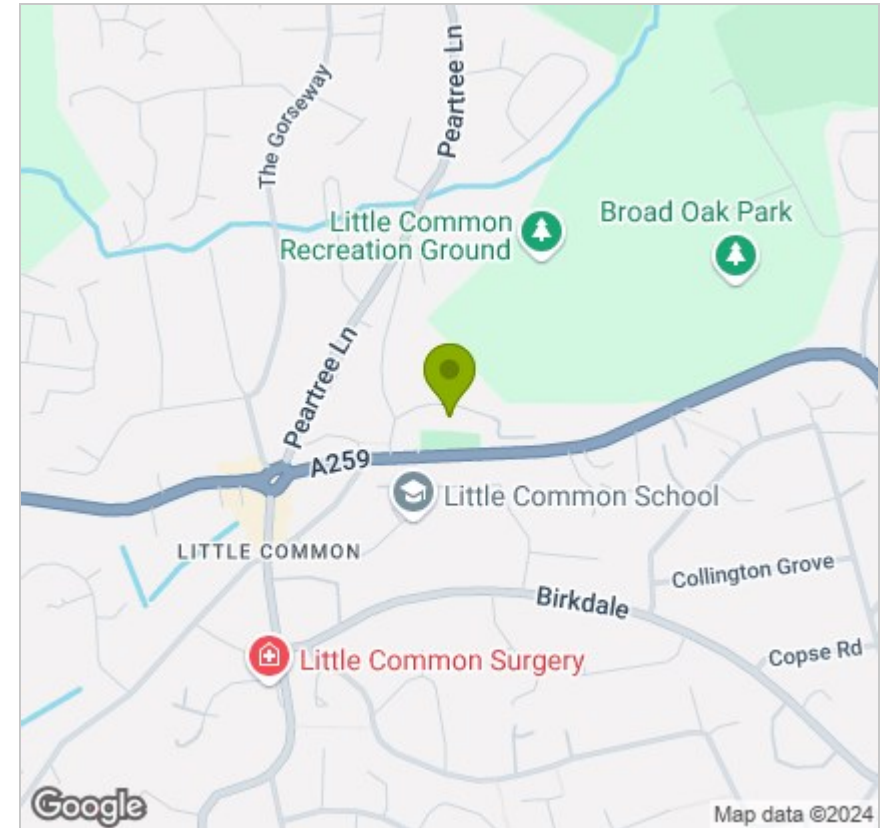 Peartree Ln
The Gorseway
Little Common
Recreation Ground
Broad Oak Park
Peartree Ln
A259
Little Common School
LITTLE COMMON
Collington Grove
Birkdale
Copse Rd
Little Common Surgery
Google
Map data ©2024